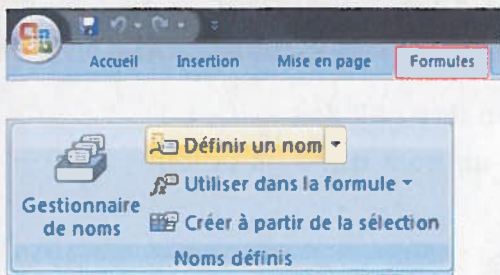 Accueil Insertion Mise en page Formules
Définir un nom
Utiliser dans la formule
Gestionnaire de noms
Créer à partir de la sélection
Noms définis